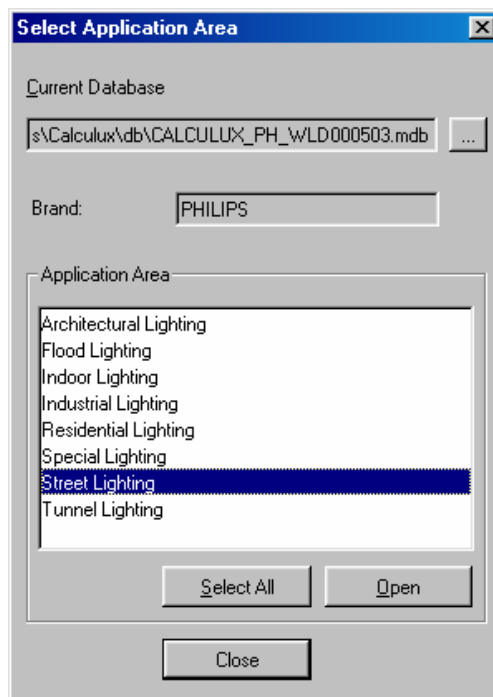 Select Application Area
Current Database
s\Calculux\db\CALCULUX_PH_WLD000503.mdb ...
Brand: PHILIPS
Application Area
Architectural Lighting
Flood Lighting
Indoor Lighting
Industrial Lighting
Residential Lighting
Special Lighting
Street Lighting
Tunnel Lighting
Select All Open
Close